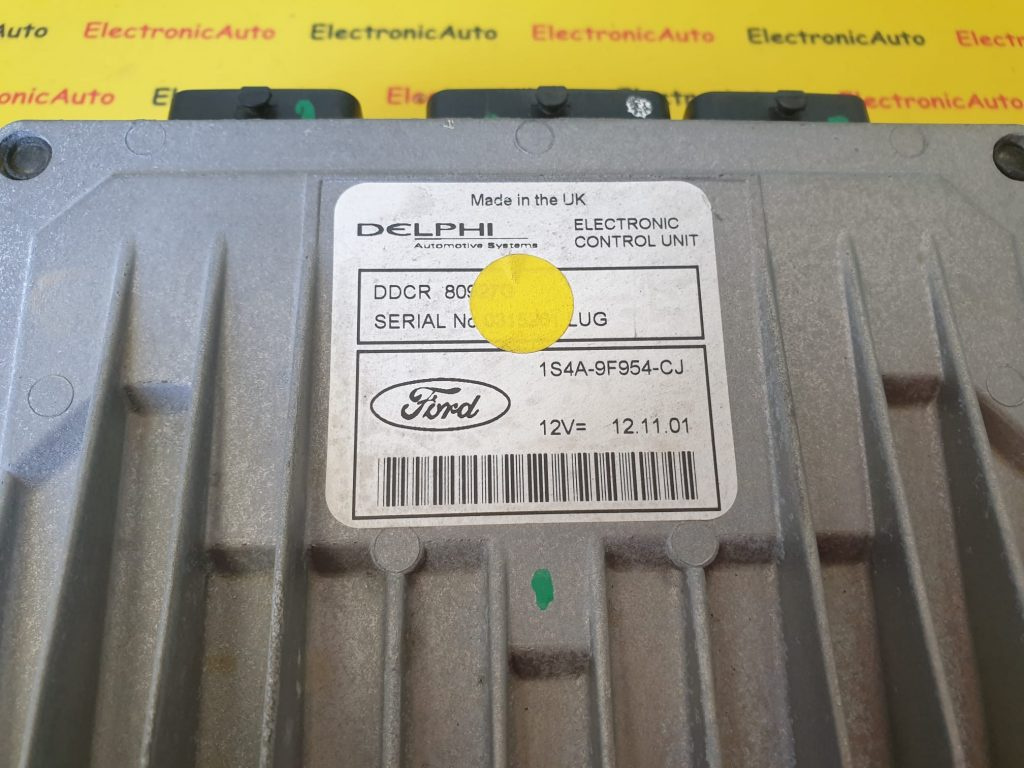 ElectronicAuto ElectronicAuto ElectronicAuto ElectronicAuto
Made in the UK
DELPHI
Automotive Systems
ELECTRONIC
CONTROL UNIT
DDCR
SERIAL No LUG
1S4A-9F954-CJ
Ford
12V= 12.11.01